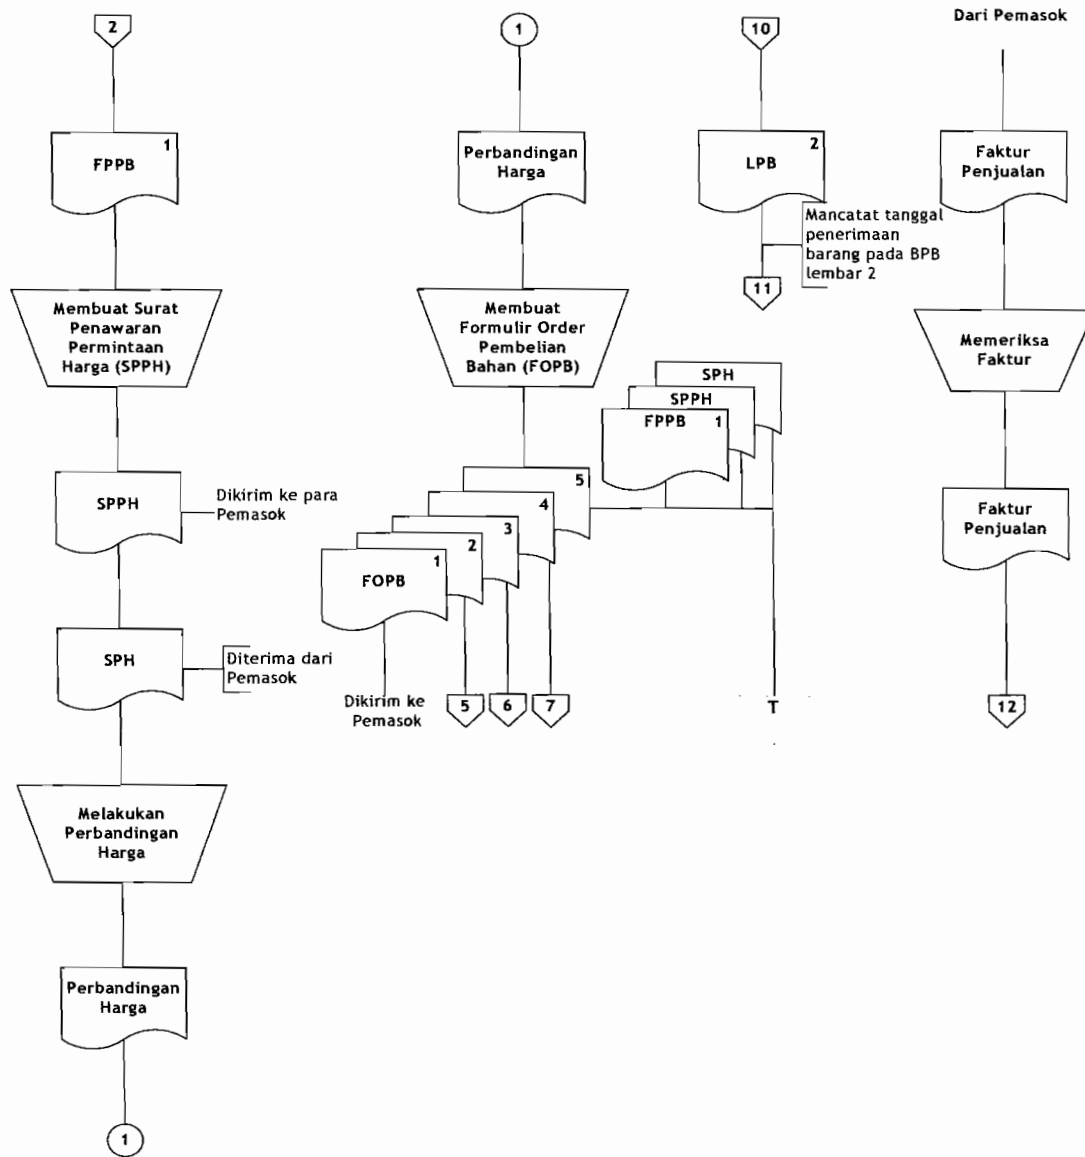 2
1
FPPB
Membuat Surat
Penawaran
Permintaan
Harga (SPPH)
SPPH
Dikirim ke para
Pemasok
SPH
Diterima dari
Pemasok
Melakukan
Perbandingan
Harga
Perbandingan
Harga
1
1
Perbandingan
Harga
Membuat
Formulir Order
Pembelian
Bahan (FOPB)
5
4
3
2
1
FOPB
Dikirim ke
Pemasok
5
6
7
SPH
SPPH
FPPB 1
T
10
2
LPB
Mancatat tanggal
penerimaan
barang pada BPB
lembar 2
11
Dari Pemasok
Faktur
Penjualan
Memeriksa
Faktur
Faktur
Penjualan
12